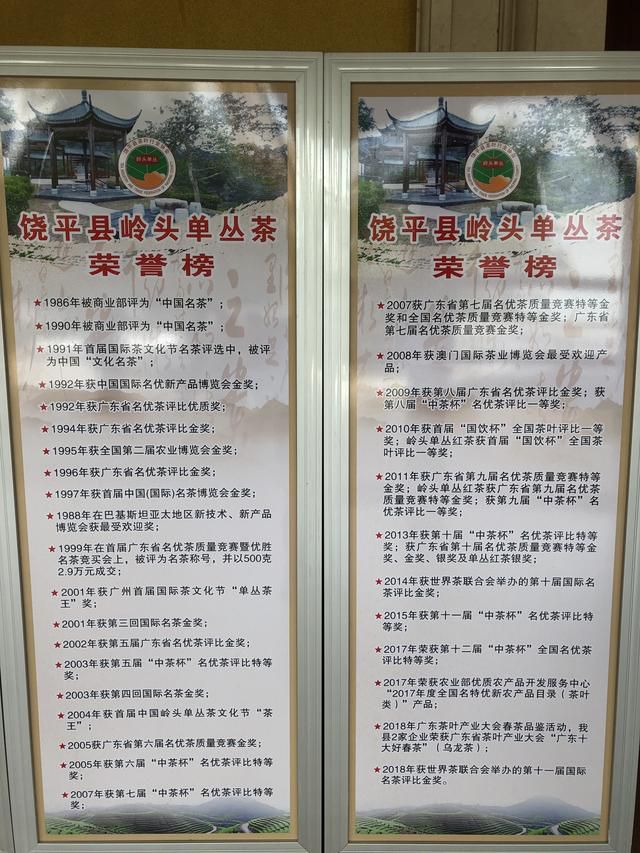 岭头单丛
饶平县岭头单丛茶
荣誉榜
★1986年被商业部评为“中国名茶”;
★1990年被商业部评为“中国名茶”;
★1991年首届国际茶文化节名茶评选中，被评
为中国“文化名茶”;
★1992年获中国国际名优新产品博览会金奖;
★1992年获广东省名优茶评比优质奖;
★1994年获广东省名优茶评比金奖;
★1995年获全国第二届农业博览会金奖;
★1996年获广东省名优茶评比金奖;
★1997年获首届中国(国际)名茶博览会金奖;
★1988年在巴基斯坦亚太地区新技术、新产品
博览会获最受欢迎奖;
★1999年在首届广东省名优茶质量竞赛暨优胜
名茶竞买会上，被评为名茶称号，并以500克
2.9万元成交;
★2001年获广州首届国际茶文化节“单丛茶
王”奖;
★2001年获第三回国际名茶金奖;
★2002年获第五届广东省名优茶评比金奖;
★2003年获第五届“中茶杯”名优茶评比特等
奖;
★2003年获第四回国际名茶金奖;
★2004年获首届中国岭头单丛茶文化节“茶
王”;
★2005获广东省第六届名优茶质量竞赛金奖;
★2005年获第六届“中茶杯”名优茶评比特等
奖;
★2007年获第七届“中茶杯”名优茶评比特等
奖;
岭头单丛
饶平县岭头单丛茶
荣誉榜
★2007获广东省第七届名优茶质量竞赛特等金
奖和全国名优茶质量竞赛特等金奖；广东省
第七届名优茶质量竞赛金奖;
★2008年获澳门国际茶业博览会最受欢迎产
品;
★2009年获第八届广东省名优茶评比金奖；获
第八届“中茶杯”名优茶评比一等奖;
★2010年获首届“国饮杯”全国茶叶评比一等
奖；岭头单丛红茶获首届“国饮杯”全国茶
叶评比一等奖;
★2011年获广东省第九届名优茶质量竞赛特等
金奖；岭头单丛红茶获广东省第九届名优茶
质量竞赛特等金奖；获第九届“中茶杯”名
优茶评比一等奖;
★2013年获第十届“中茶杯”名优茶评比特等
奖；获广东省第十届名优茶质量竞赛特等金
奖、金奖、银奖及单丛红茶银奖;
★2014年获世界茶联合会举办的第十届国际名
茶评比金奖;
★2015年获第十一届“中茶杯”名优茶评比特
等奖;
★2017年荣获第十二届“中茶杯”全国名优茶
评比特等奖;
★2017年荣获农业部优质农产品开发服务中心
“2017年度全国名特优新农产品目录（茶叶
类）”产品;
★2018年广东茶叶产业大会春茶品鉴活动，我
县2家企业荣获广东省茶叶产业大会“广东
十大好春茶”（乌龙茶）;
★2018年获世界茶联合会举办的第十一届国际
名茶评比金奖。